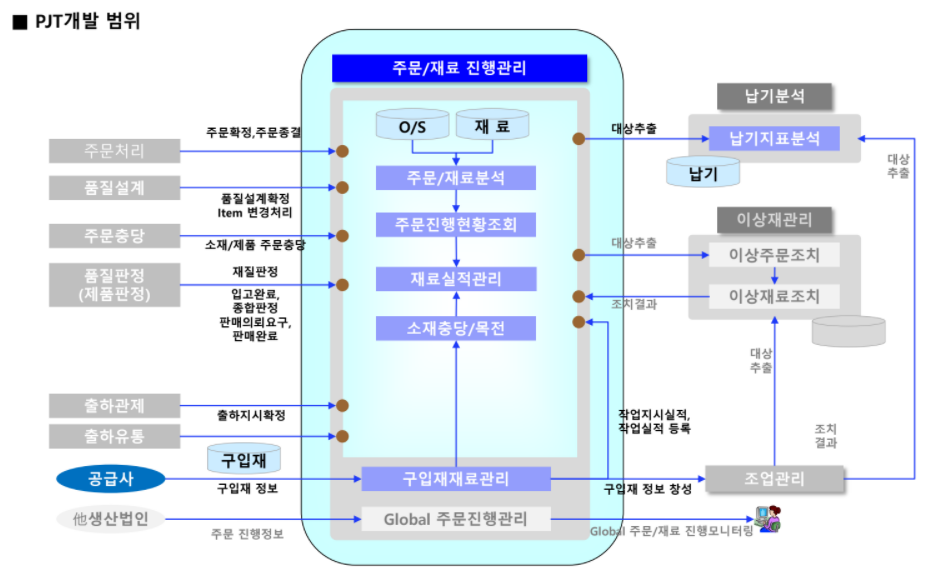 ■ PJT개발 범위
주문/재료 진행관리
O/S
재 료
주문/재료분석
주문진행현황조회
재료실적관리
소재충당/목전
구입재재료관리
Global 주문진행관리
주문처리
품질설계
주문충당
품질판정
(제품판정)
출하관제
출하유통
공급사
他생산법인
주문확정,주문종결
품질설계확정
Item 변경처리
소재/제품 주문충당
재질판정
입고완료,
종합판정
판매의뢰요구,
판매완료
출하지시확정
구입재
구입재 정보
주문 진행정보
대상추출
납기분석
납기지표분석
납기
대상
추출
이상재관리
대상추출
이상주문조치
이상재료조치
조치결과
대상
추출
작업지시실적,
작업실적 등록
조치
결과
구입재 정보 창성
조업관리
Global 주문/재료 진행모니터링